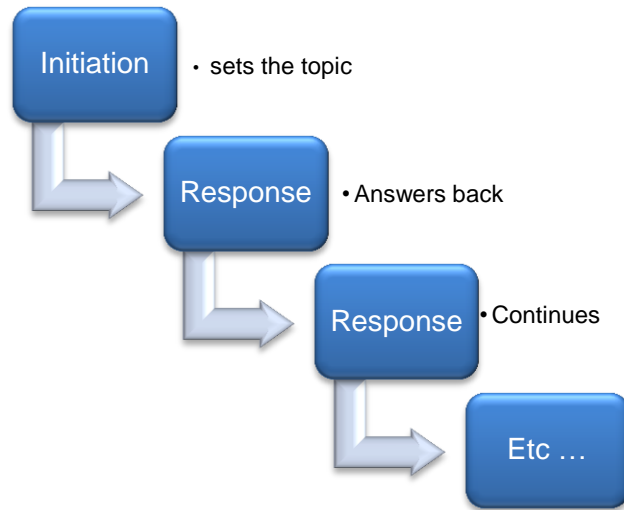 Initiation
• sets the topic
Response
• Answers back
Response
• Continues
Etc …